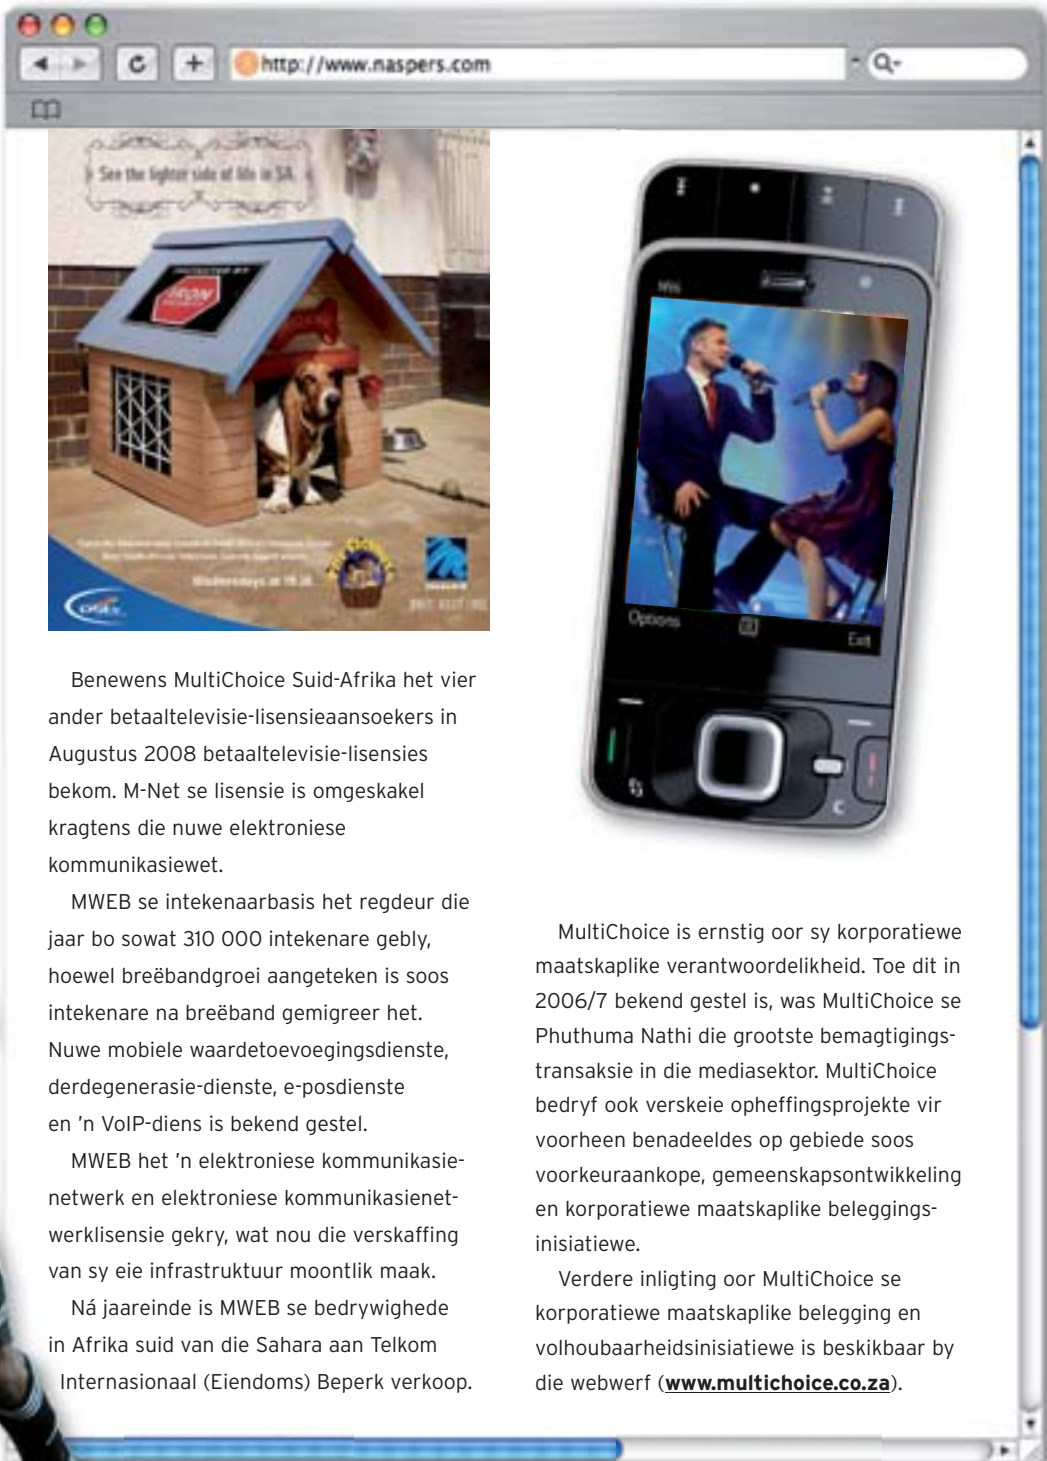 http://www.naspers.com
See the lighter side of life in SA.
IRON
Wednesdays at 19:30
DStv
N96
Options
Exit
Benewens MultiChoice Suid-Afrika het vier
ander betaaltelevisie-lisensieaansoekers in
Augustus 2008 betaaltelevisie-lisensies
bekom. M-Net se lisensie is omgeskakel
kragtens die nuwe elektroniese
kommunikasiewet.
MWEB se intekenaarbasis het regdeur die
jaar bo sowat 310 000 intekenare gebly,
hoewel breëbandgroei aangeteken is soos
intekenare na breëband gemigreer het.
Nuwe mobiele waardetoevoegingsdienste,
derdegenerasie-dienste, e-posdienste
en 'n VoIP-diens is bekend gestel.
MWEB het 'n elektroniese kommunikasie-
netwerk en elektroniese kommunikasienet-
werklisensie gekry, wat nou die verskaffing
van sy eie infrastruktuur moontlik maak.
Ná jaareinde is MWEB se bedrywighede
in Afrika suid van die Sahara aan Telkom
Internasionaal (Eiendoms) Beperk verkoop.
MultiChoice is ernstig oor sy korporatiewe
maatskaplike verantwoordelikheid. Toe dit in
2006/7 bekend gestel is, was MultiChoice se
Phuthuma Nathi die grootste bemagtigings-
transaksie in die mediasektor. MultiChoice
bedryf ook verskeie opheffingsprojekte vir
voorheen benadeeldes op gebiede soos
voorkeuraankope, gemeenskapsontwikkeling
en korporatiewe maatskaplike beleggings-
inisiatiewe.
Verdere inligting oor MultiChoice se
korporatiewe maatskaplike belegging en
volhoubaarheidsinisiatiewe is beskikbaar by
die webwerf (www.multichoice.co.za).